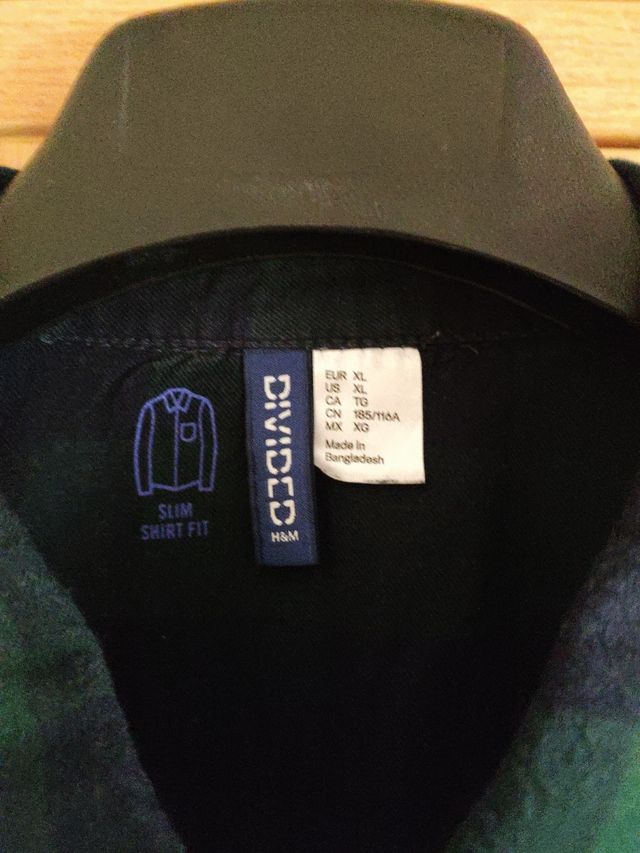 SLIM
SHIRT FIT
DIVIDED
H&M
EUR XL
US XL
CA TG
CN 185/116A
MX XG
Made in
Bangladesh